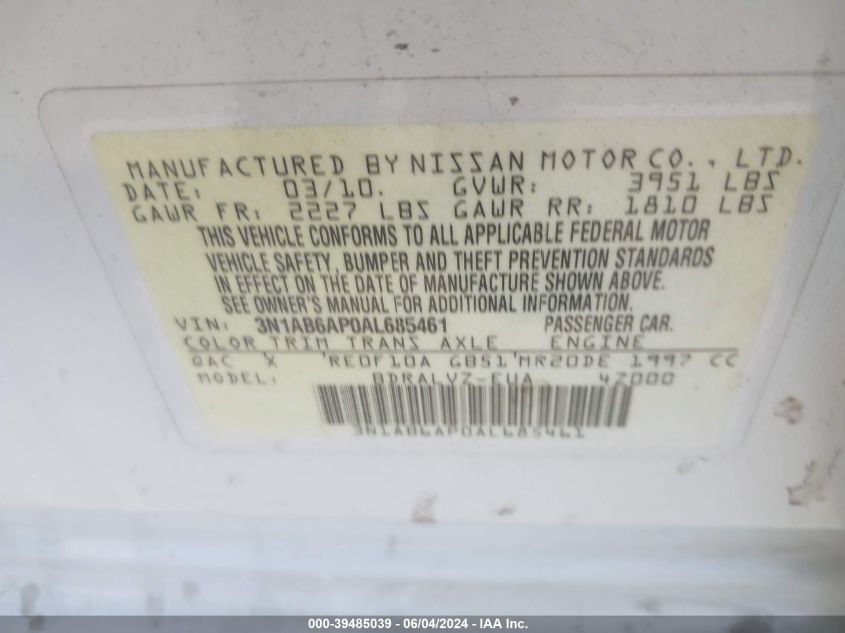 MANUFACTURED BY NISSAN MOTOR CO., LTD.
DATE: 03/10. GVWR: 3951 LBS
GAWR FR: 2227 LBS GAWR RR: 1810 LBS
THIS VEHICLE CONFORMS TO ALL APPLICABLE FEDERAL MOTOR
VEHICLE SAFETY, BUMPER AND THEFT PREVENTION STANDARDS
IN EFFECT ON THE DATE OF MANUFACTURE SHOWN ABOVE.
SEE OWNER'S MANUAL FOR ADDITIONAL INFORMATION.
VIN: 3N1AB6AP0AL685461 PASSENGER CAR.
COLOR TRIM TRANS AXLE ENGINE
QAC X RE0F10A GB51 MR20DE 1997 CC
MODEL: BDRALVZ-EUA 4Z000
3N1AB6AP0AL685461
000-39485039 - 06/04/2024 - IAA Inc.